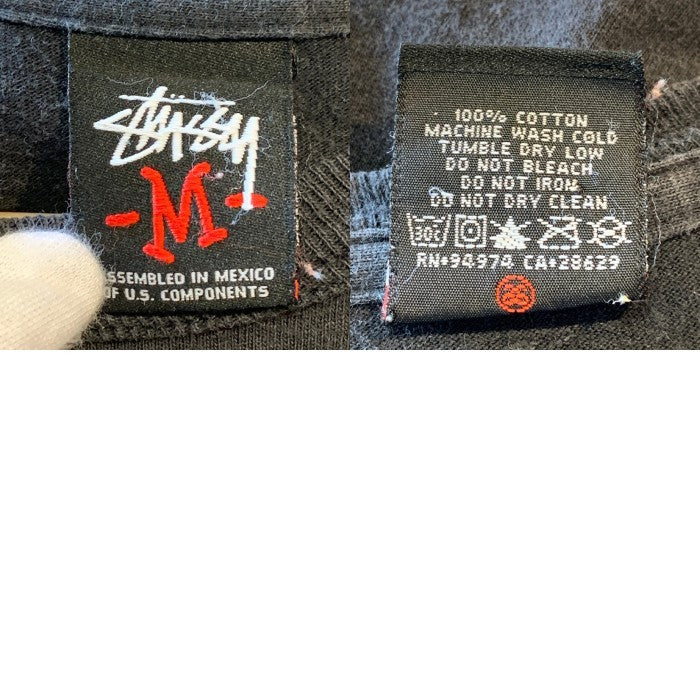 STÜSSY
-M-
SSEMBLED IN MEXICO
OF U.S. COMPONENTS
100% COTTON
MACHINE WASH COLD
TUMBLE DRY LOW
DO NOT BLEACH
DO NOT IRON
DO NOT DRY CLEAN
30°
RN*94974 CA*28629